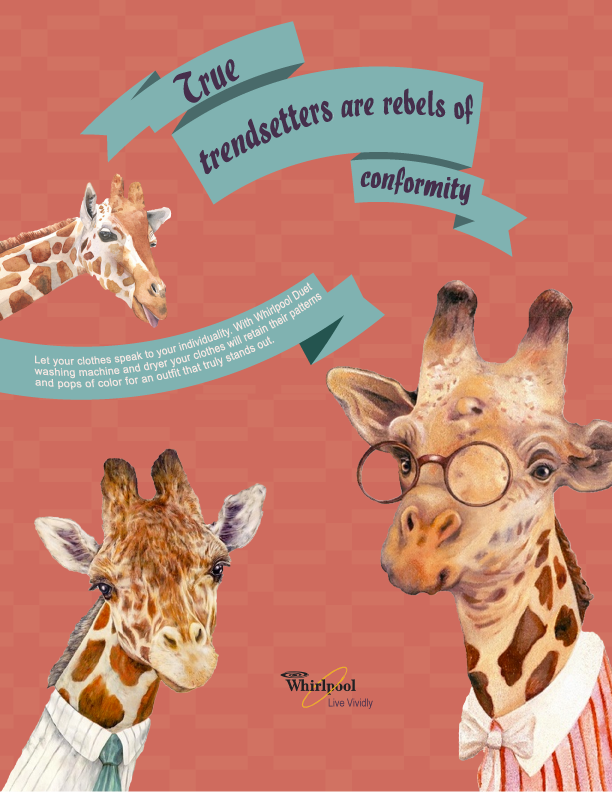 True
trendsetters are rebels of
conformity
Let your clothes speak to your individuality. With Whirlpool Duet
washing machine and dryer your clothes will retain their patterns
and pops of color for an outfit that truly stands out.
Whirlpool
Live Vividly